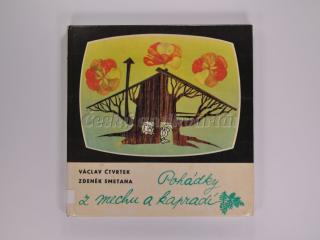 VÁCLAV ČTVRTEK
ZDENĚK SMETANA
Pohádky
z mechu a kapradí